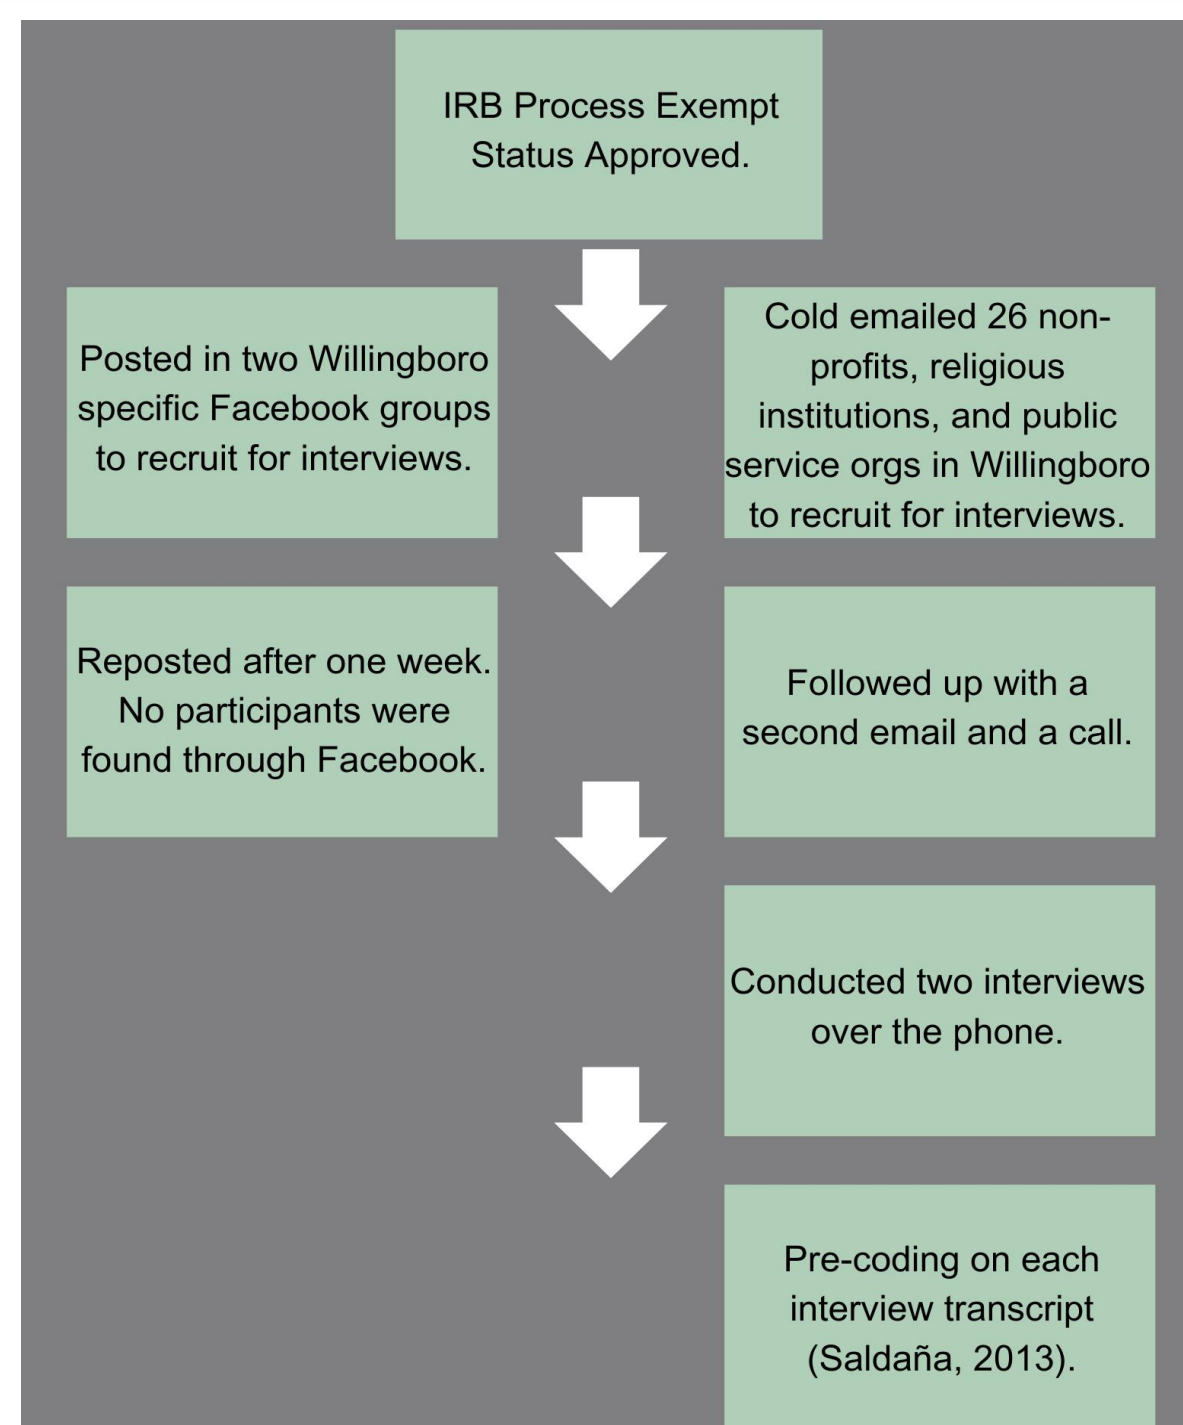 IRB Process Exempt
Status Approved.
Posted in two Willingboro
specific Facebook groups
to recruit for interviews.
Cold emailed 26 non-
profits, religious
institutions, and public
service orgs in Willingboro
to recruit for interviews.
Reposted after one week.
No participants were
found through Facebook.
Followed up with a
second email and a call.
Conducted two interviews
over the phone.
Pre-coding on each
interview transcript
(Saldaña, 2013).